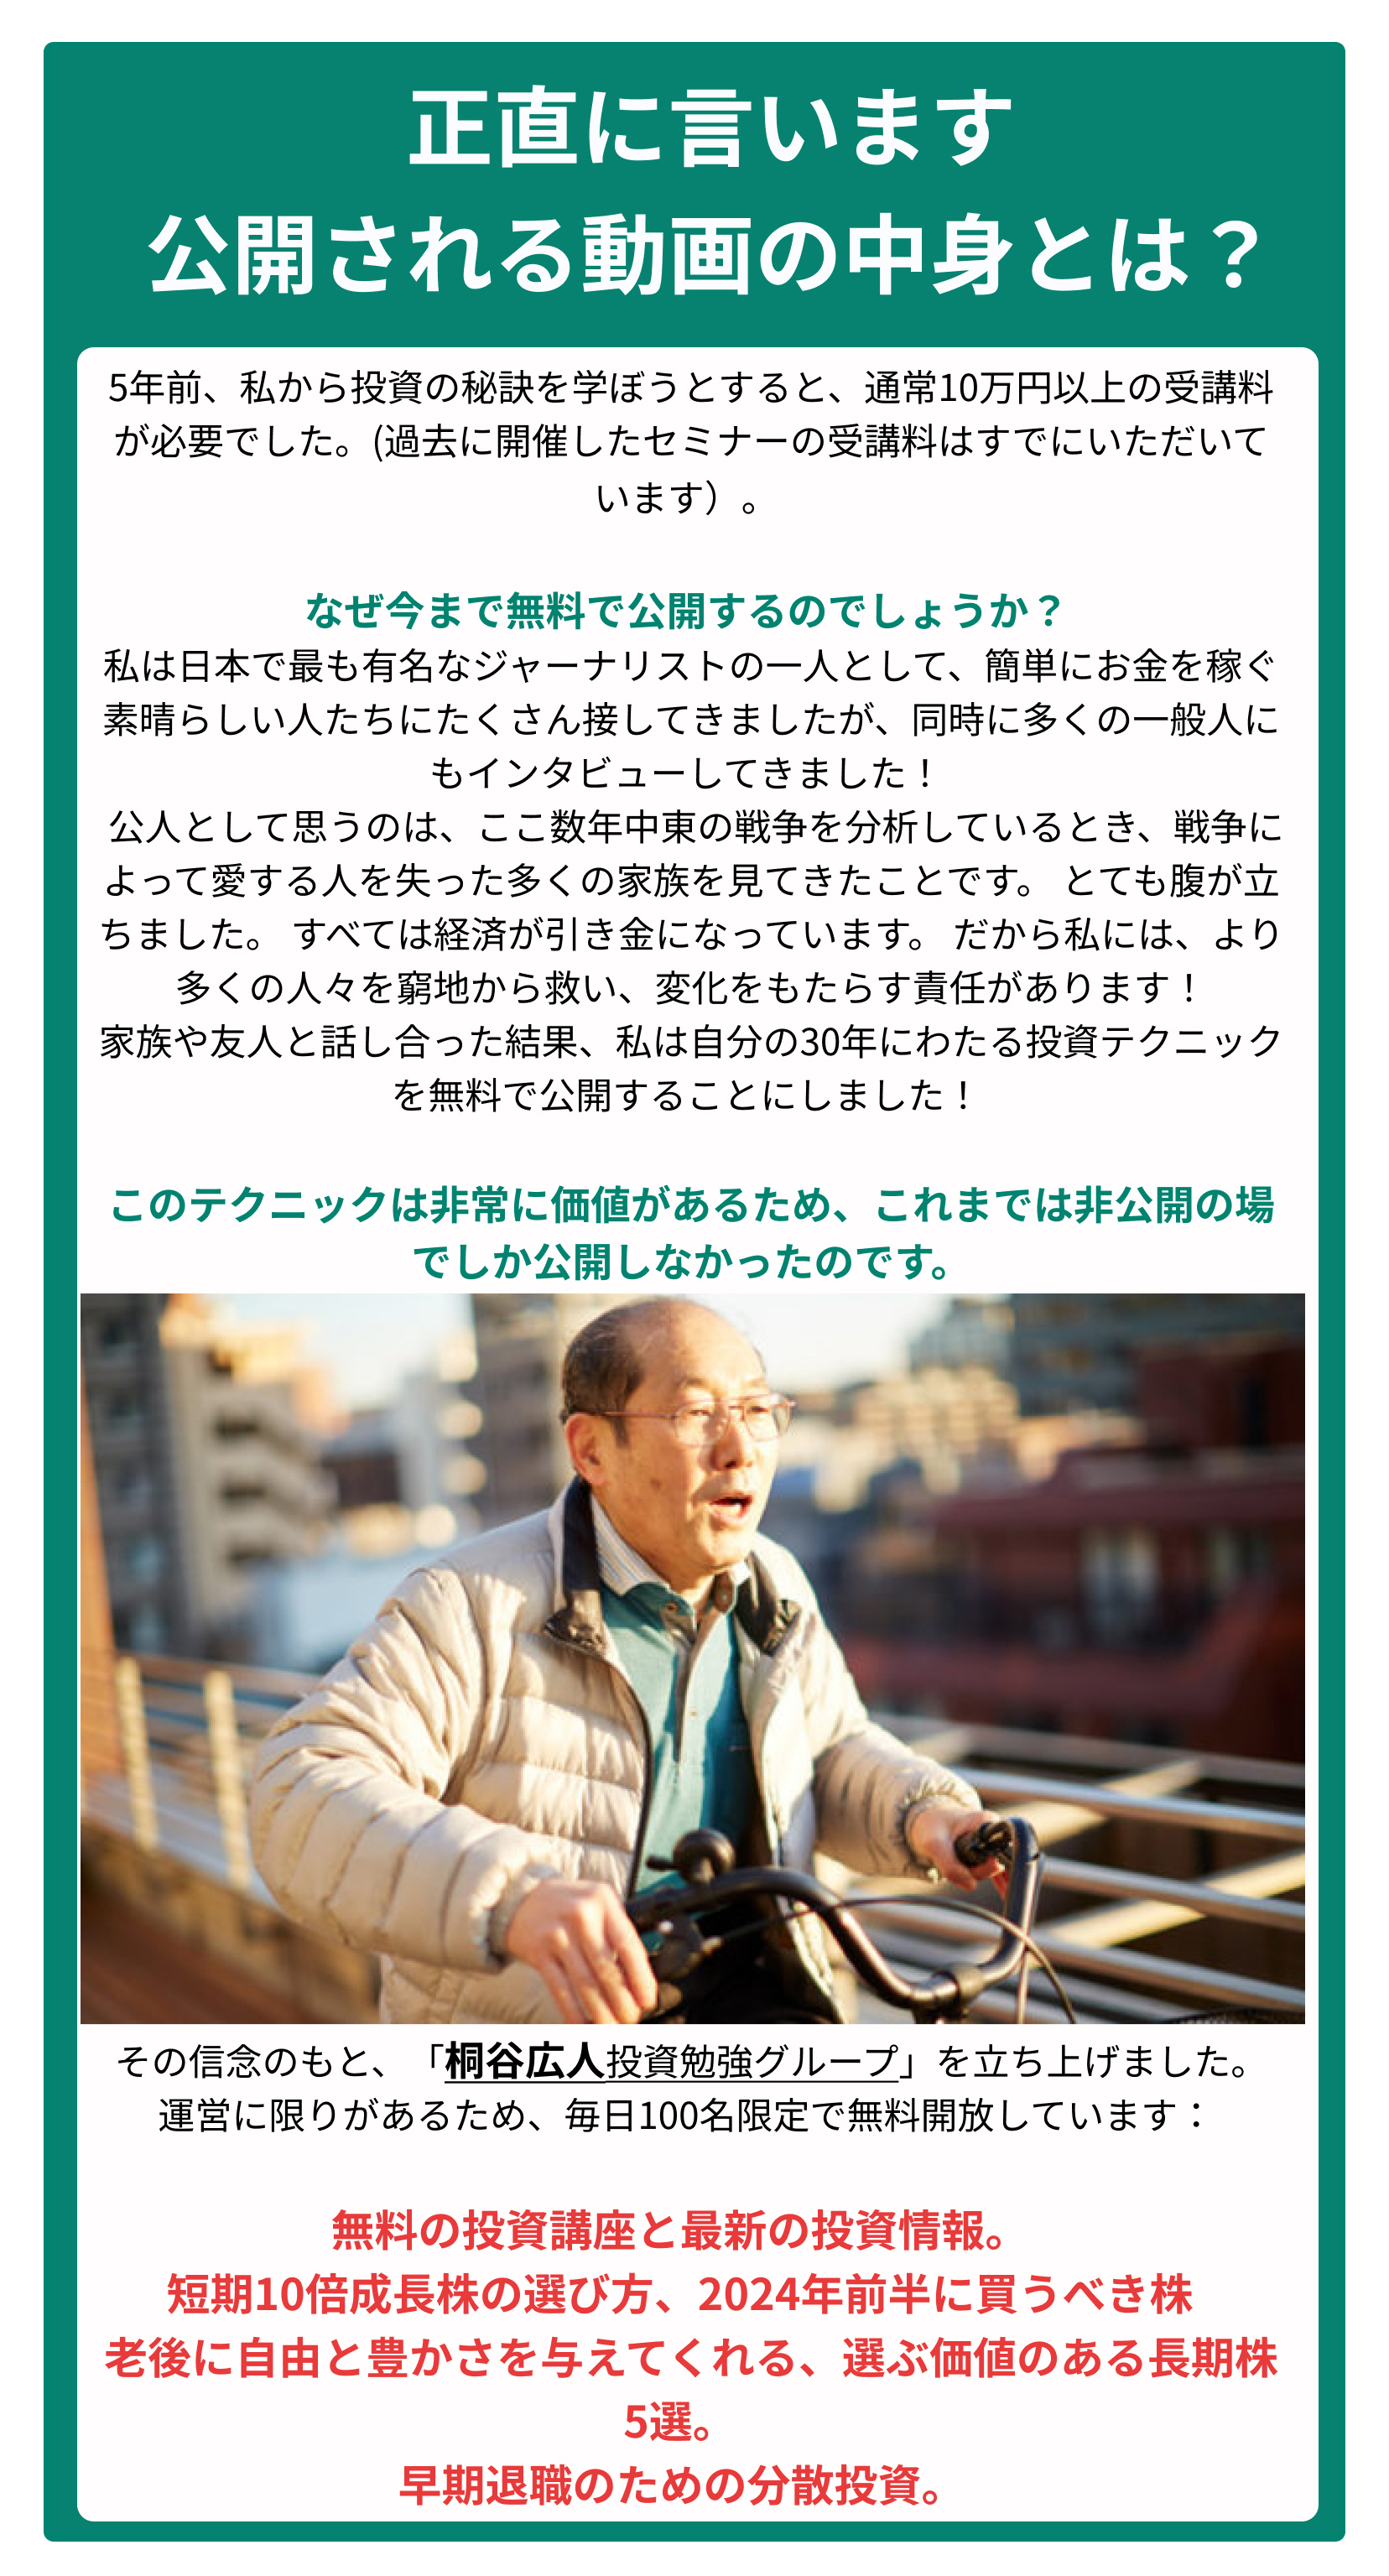 正直に言います
公開される動画の中身とは？
5年前、私から投資の秘訣を学ぼうとすると、通常10万円以上の受講料
が必要でした。(過去に開催したセミナーの受講料はすでにいただいて
います）。
なぜ今まで無料で公開するのでしょうか？
私は日本で最も有名なジャーナリストの一人として、簡単にお金を稼ぐ
素晴らしい人たちにたくさん接してきましたが、同時に多くの一般人に
もインタビューしてきました！
公人として思うのは、ここ数年中東の戦争を分析しているとき、戦争に
よって愛する人を失った多くの家族を見てきたことです。 とても腹が立
ちました。 すべては経済が引き金になっています。 だから私には、より
多くの人々を窮地から救い、変化をもたらす責任があります！
家族や友人と話し合った結果、私は自分の30年にわたる投資テクニック
を無料で公開することにしました！
このテクニックは非常に価値があるため、これまでは非公開の場
でしか公開しなかったのです。
その信念のもと、「桐谷広人投資勉強グループ」を立ち上げました。
運営に限りがあるため、毎日100名限定で無料開放しています：
無料の投資講座と最新の投資情報。
短期10倍成長株の選び方、2024年前半に買うべき株
老後に自由と豊かさを与えてくれる、選ぶ価値のある長期株
5選。
早期退職のための分散投資。